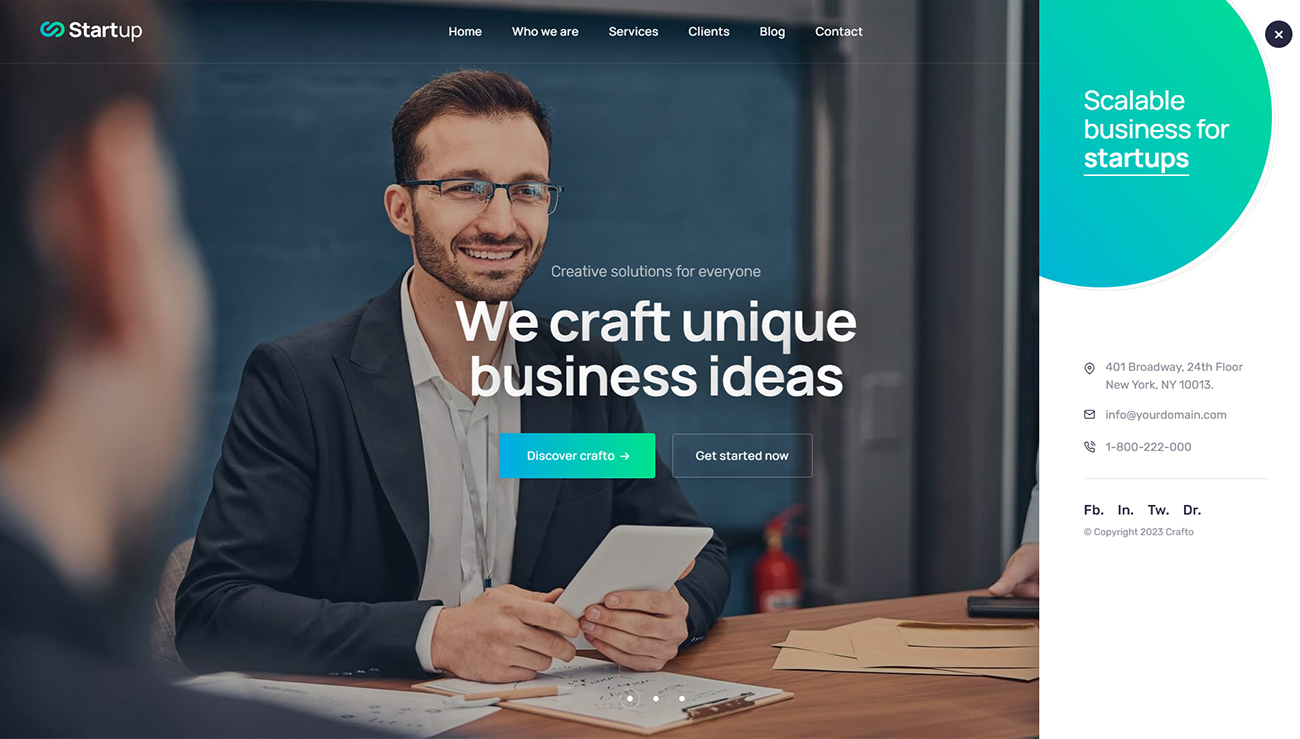 Startup
Home Who we are Services Clients Blog Contact
Creative solutions for everyone
We craft unique
business ideas
Discover crafto →
Get started now
Scalable
business for
startups
401 Broadway, 24th Floor
New York, NY 10013.
info@yourdomain.com
1-800-222-000
Fb. In. Tw. Dr.
© Copyright 2023 Crafto